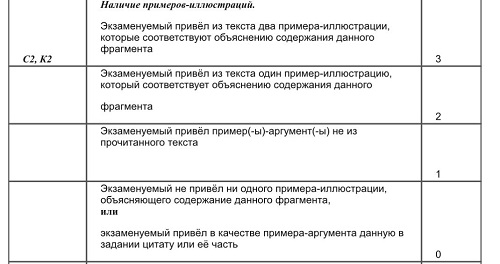 Наличие примеров-иллюстраций.
Экзаменуемый привёл из текста два примера-иллюстрации,
которые соответствуют объяснению содержания данного
фрагмента
С2, К2
3
Экзаменуемый привёл из текста один пример-иллюстрацию,
который соответствует объяснению содержания данного
фрагмента
2
Экзаменуемый привёл пример(-ы)-аргумент(-ы) не из
прочитанного текста
1
Экзаменуемый не привёл ни одного примера-иллюстрации,
объясняющего содержание данного фрагмента,
или
экзаменуемый привёл в качестве примера-аргумента данную в
задании цитату или её часть
0